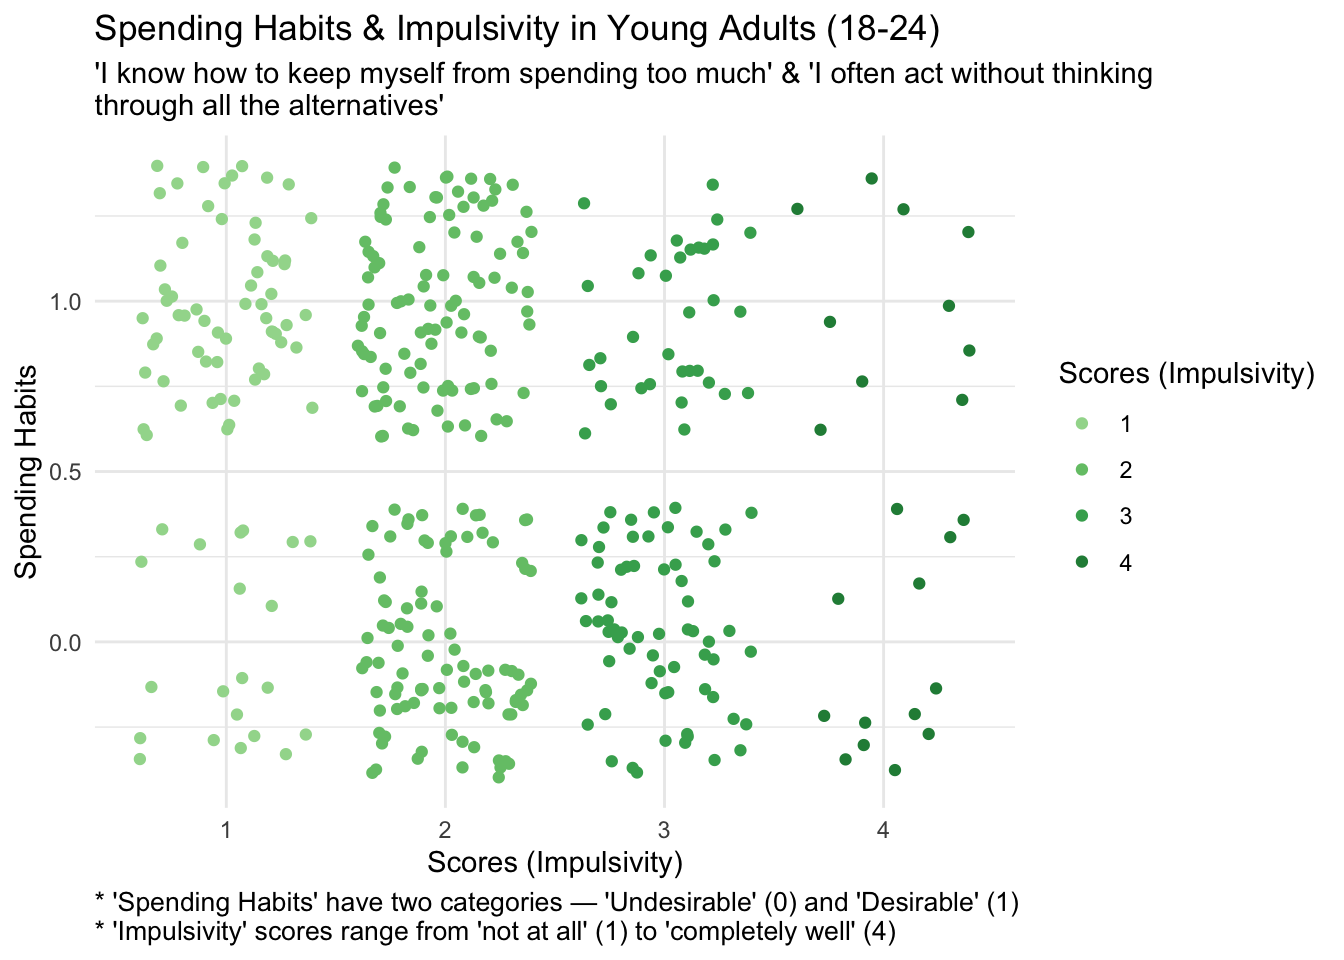 Spending Habits & Impulsivity in Young Adults (18-24)
'I know how to keep myself from spending too much' & 'I often act without thinking
through all the alternatives'
Spending Habits
1.0
0.5
0.0
1
2
3
4
Scores (Impulsivity)
Scores (Impulsivity)
1
2
3
4
* 'Spending Habits' have two categories — 'Undesirable' (0) and 'Desirable' (1)
* 'Impulsivity' scores range from 'not at all' (1) to 'completely well' (4)